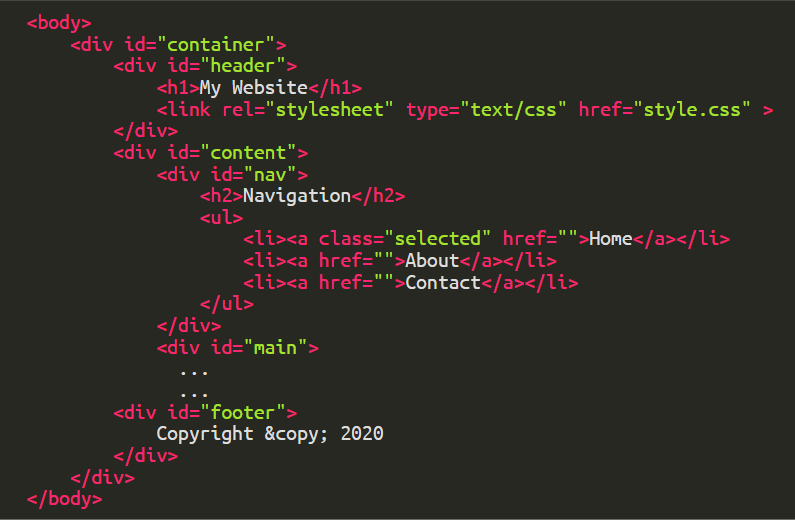 <body>
<div id="container">
<div id="header">
<h1>My Website</h1>
<link rel="stylesheet" type="text/css" href="style.css" >
</div>
<div id="content">
<div id="nav">
<h2>Navigation</h2>
<ul>
<li><a class="selected" href="">Home</a></li>
<li><a href="">About</a></li>
<li><a href="">Contact</a></li>
</ul>
</div>
<div id="main">
...
...
<div id="footer">
Copyright &copy; 2020
</div>
</div>
</body>